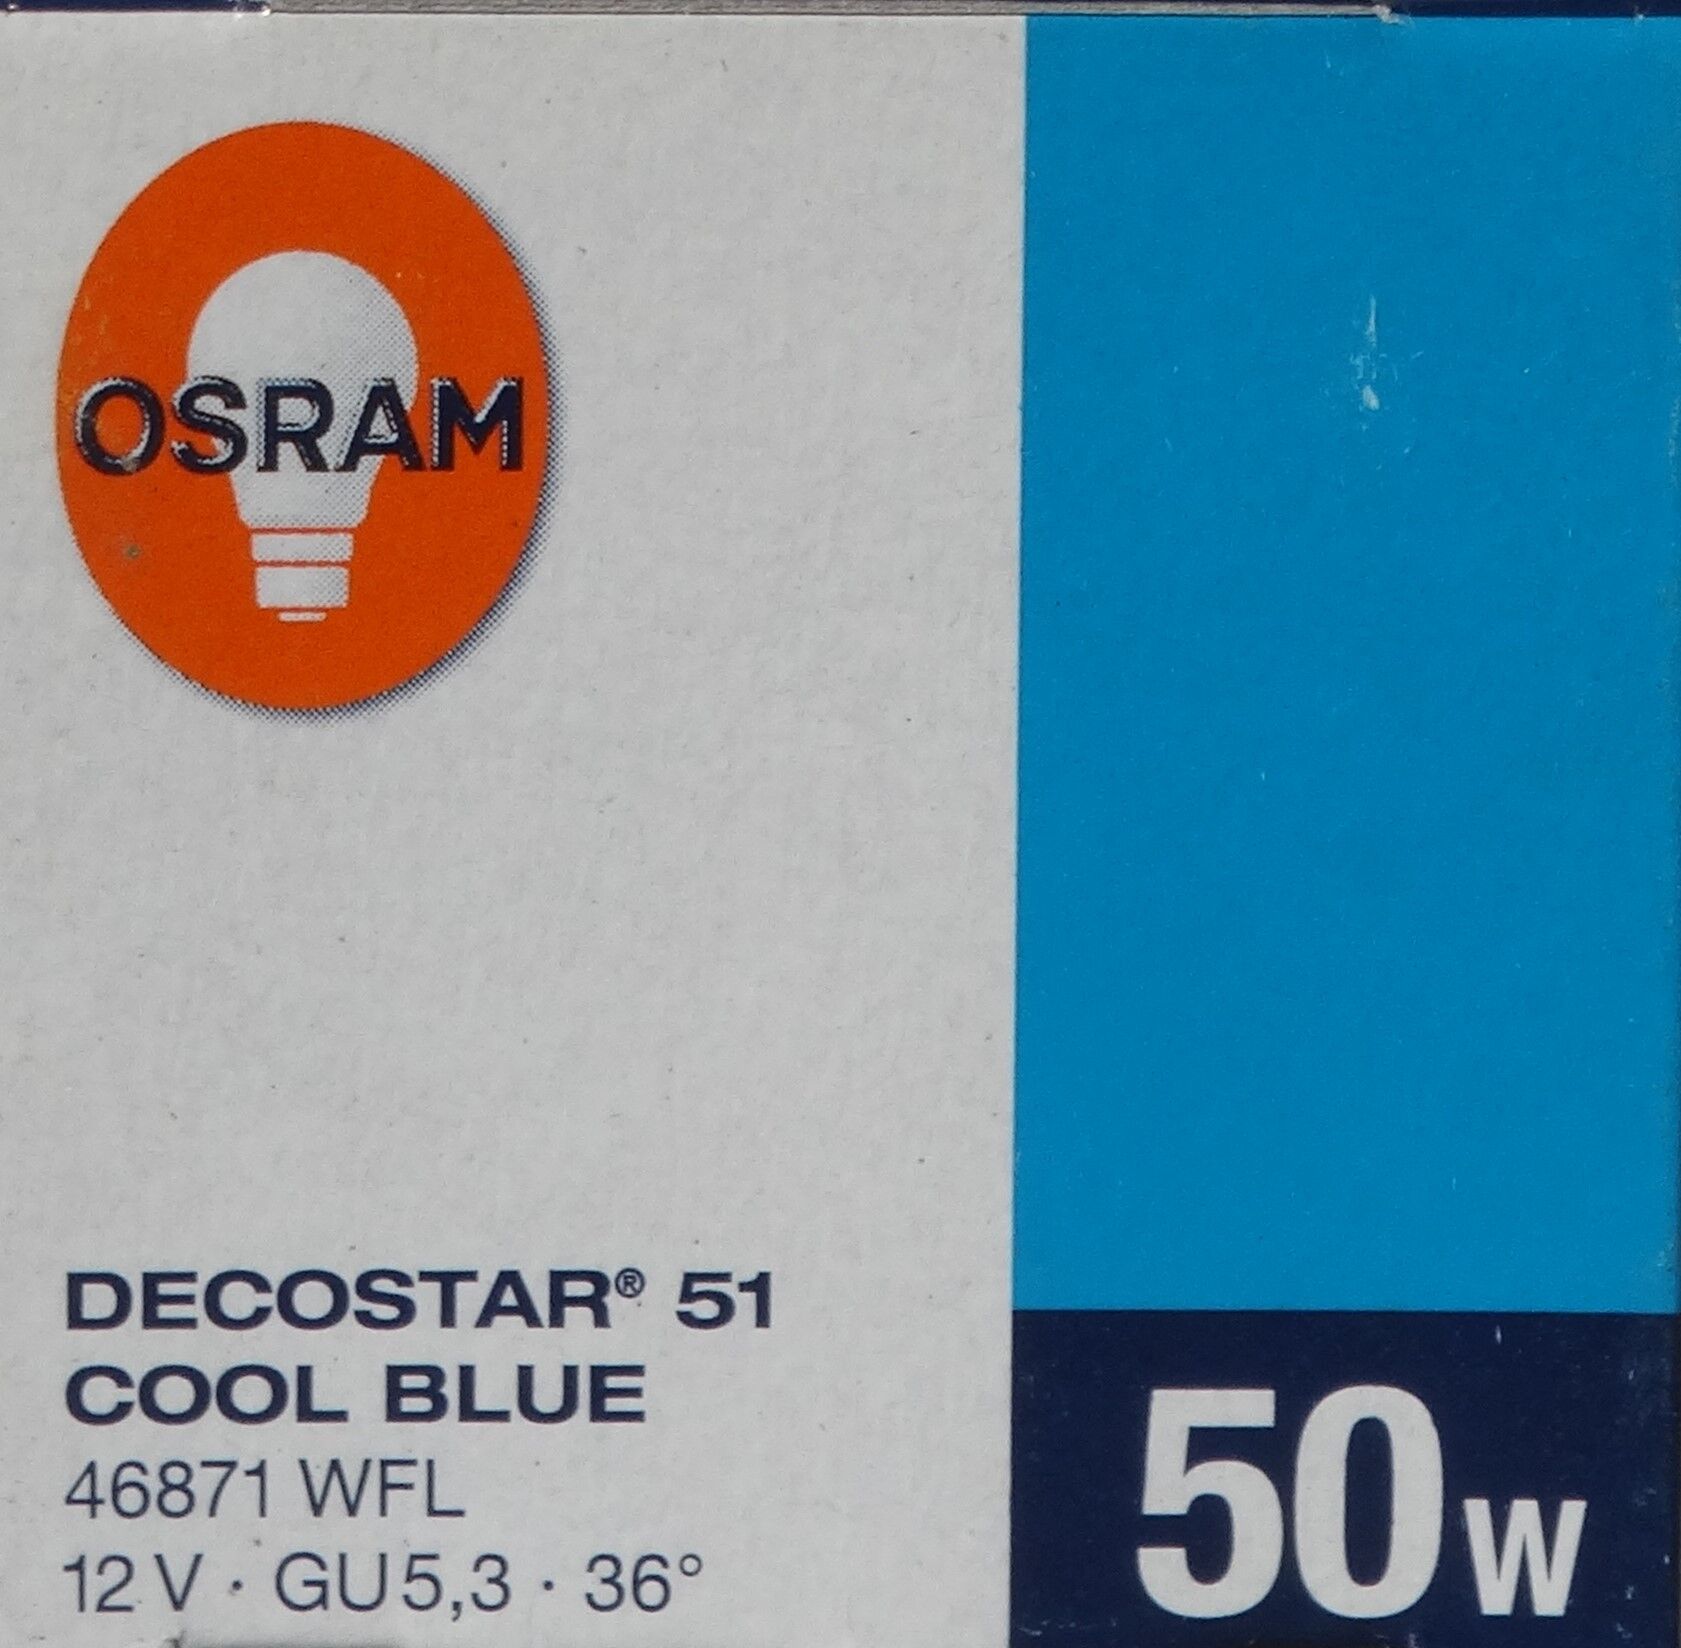 OSRAM
DECOSTAR® 51
COOL BLUE
46871 WFL
12 V · GU5,3 · 36°
50 W